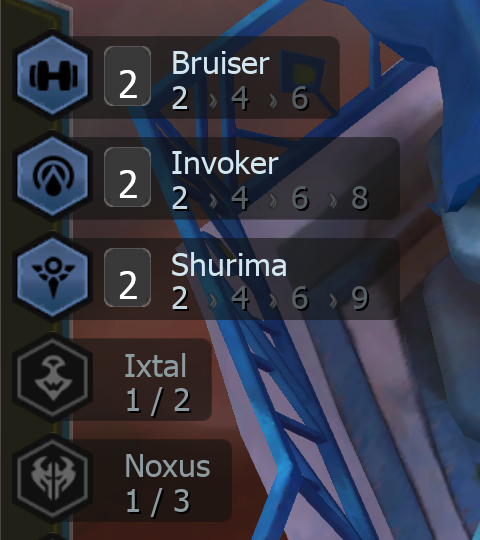 2 Bruiser
2 › 4 › 6
2 Invoker
2 › 4 › 6 › 8
2 Shurima
2 › 4 › 6 › 9
Ixtal
1 / 2
Noxus
1 / 3